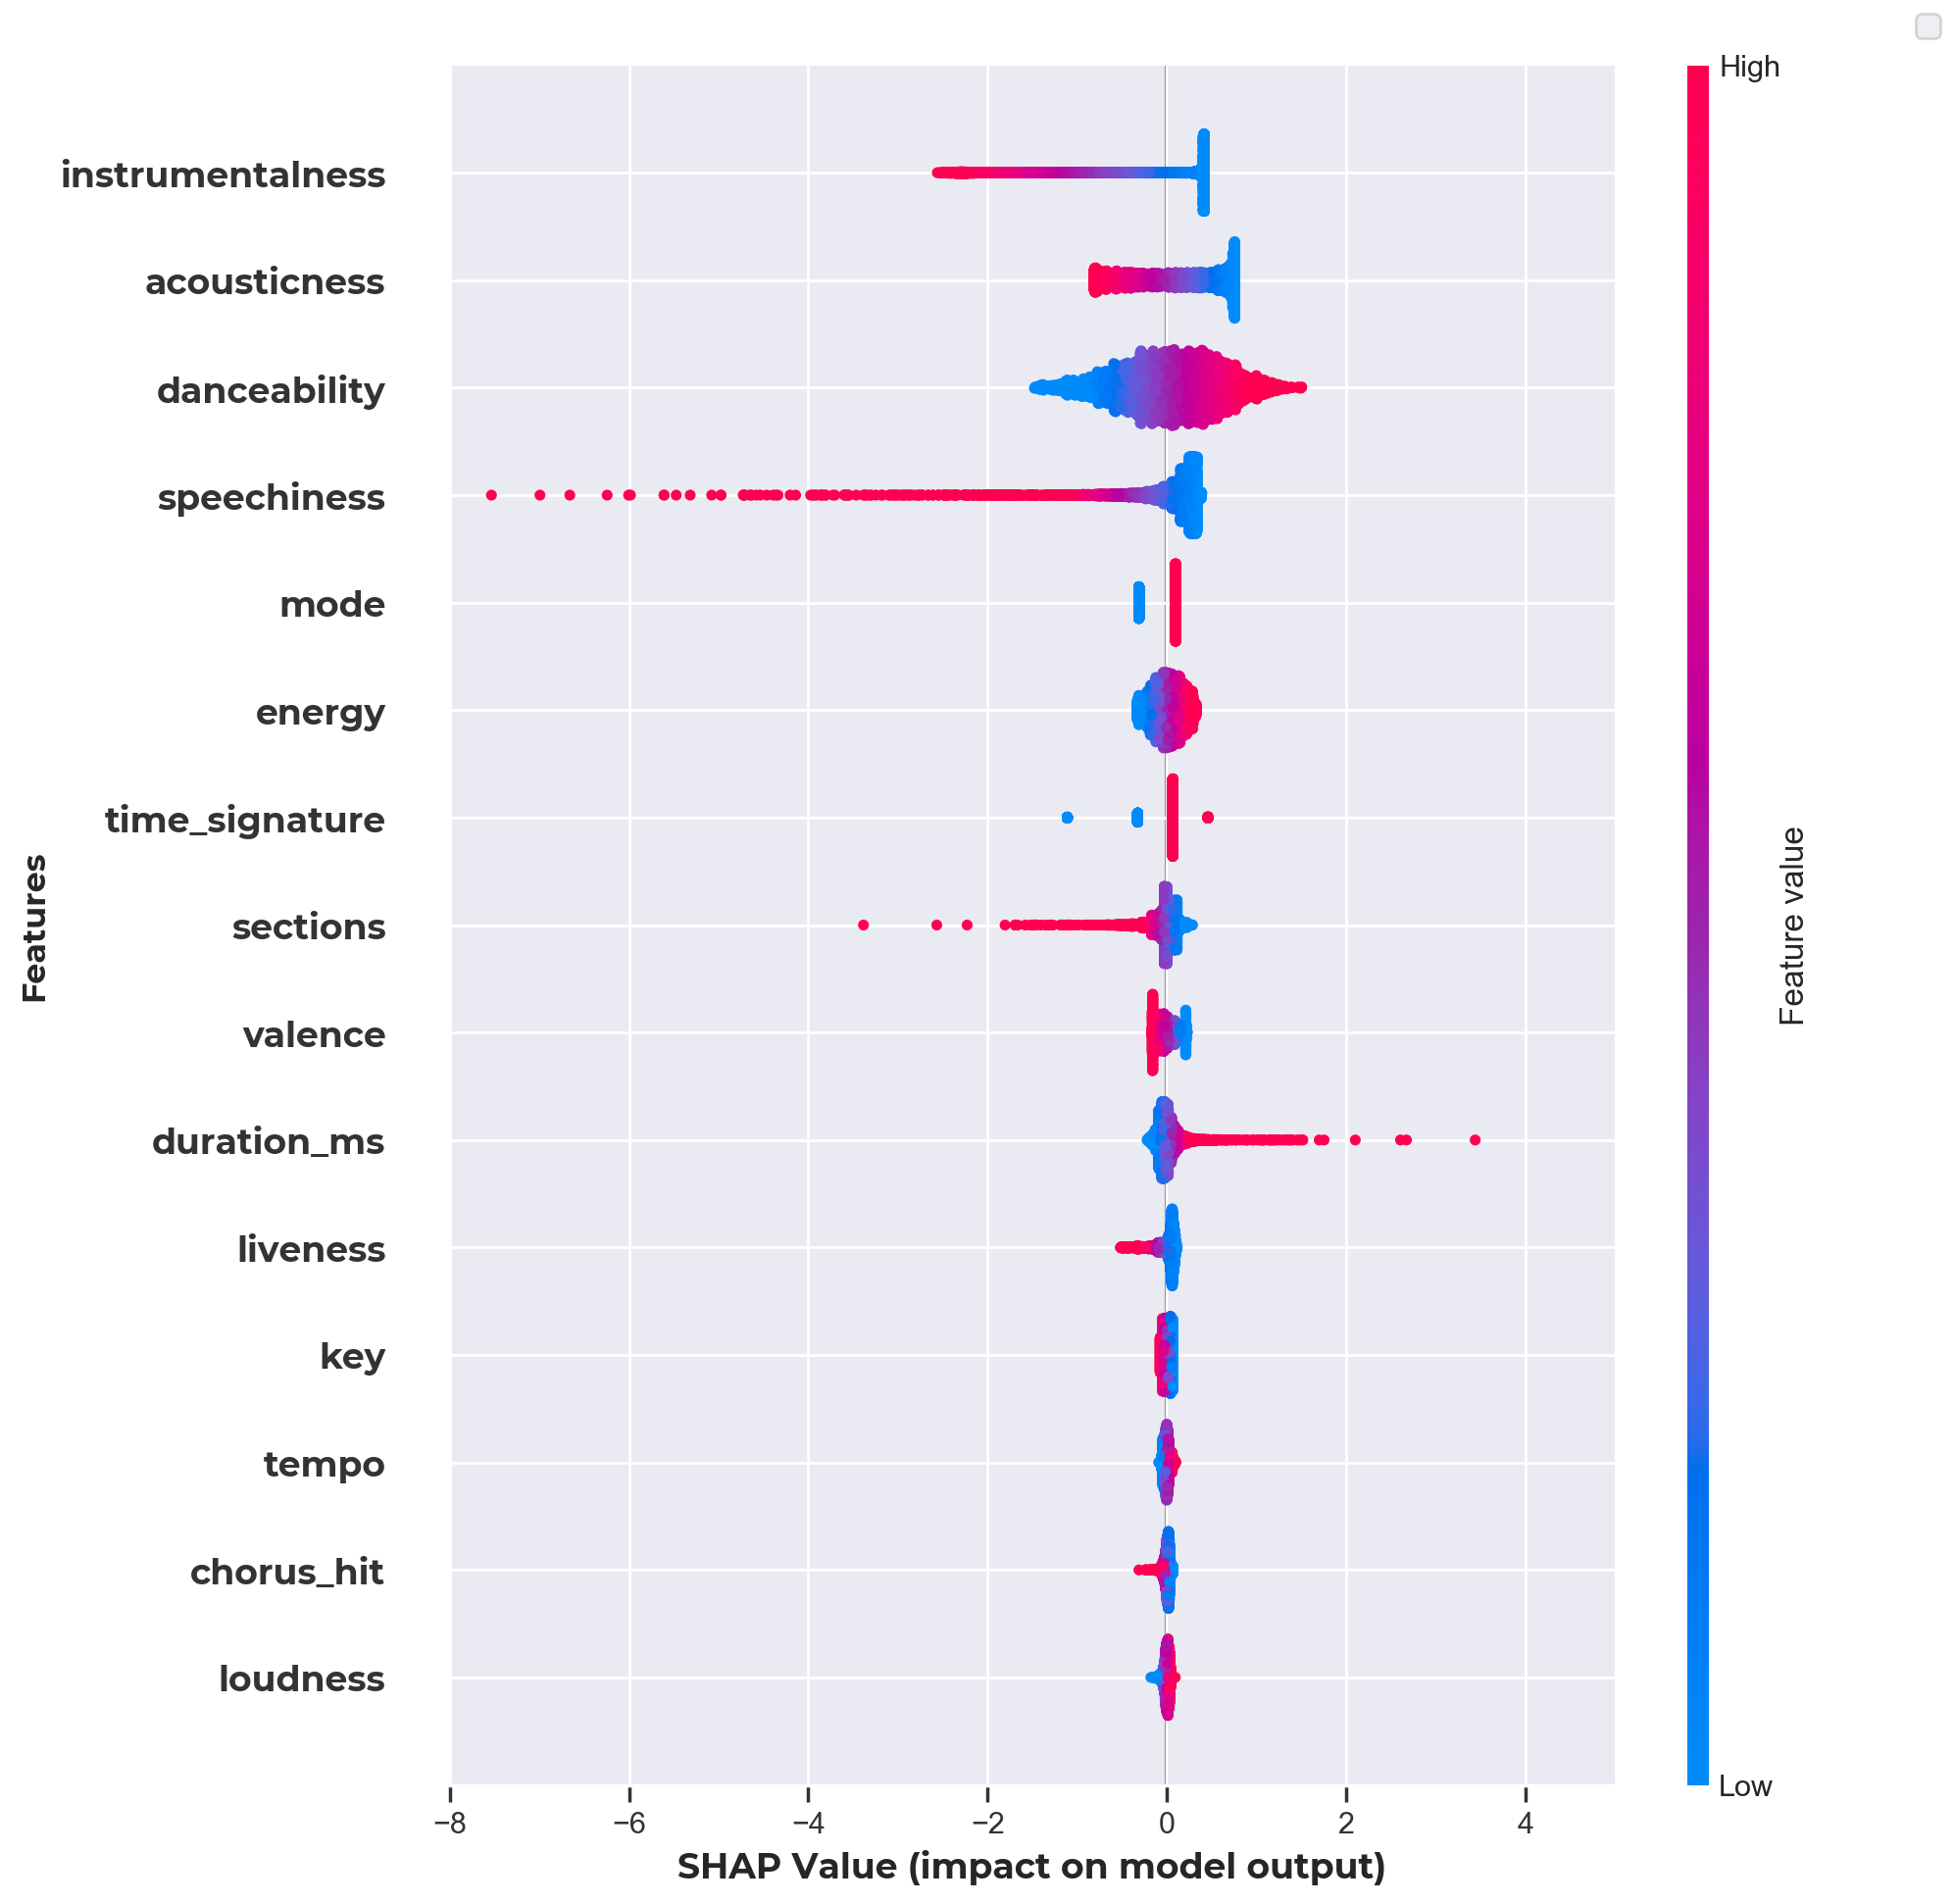 High
instrumentalness
acousticness
danceability
speechiness
mode
energy
time_signature
sections
valence
duration_ms
liveness
key
tempo
chorus_hit
loudness
Features
Feature value
Low
−8 −6 −4 −2 0 2 4
SHAP Value (impact on model output)